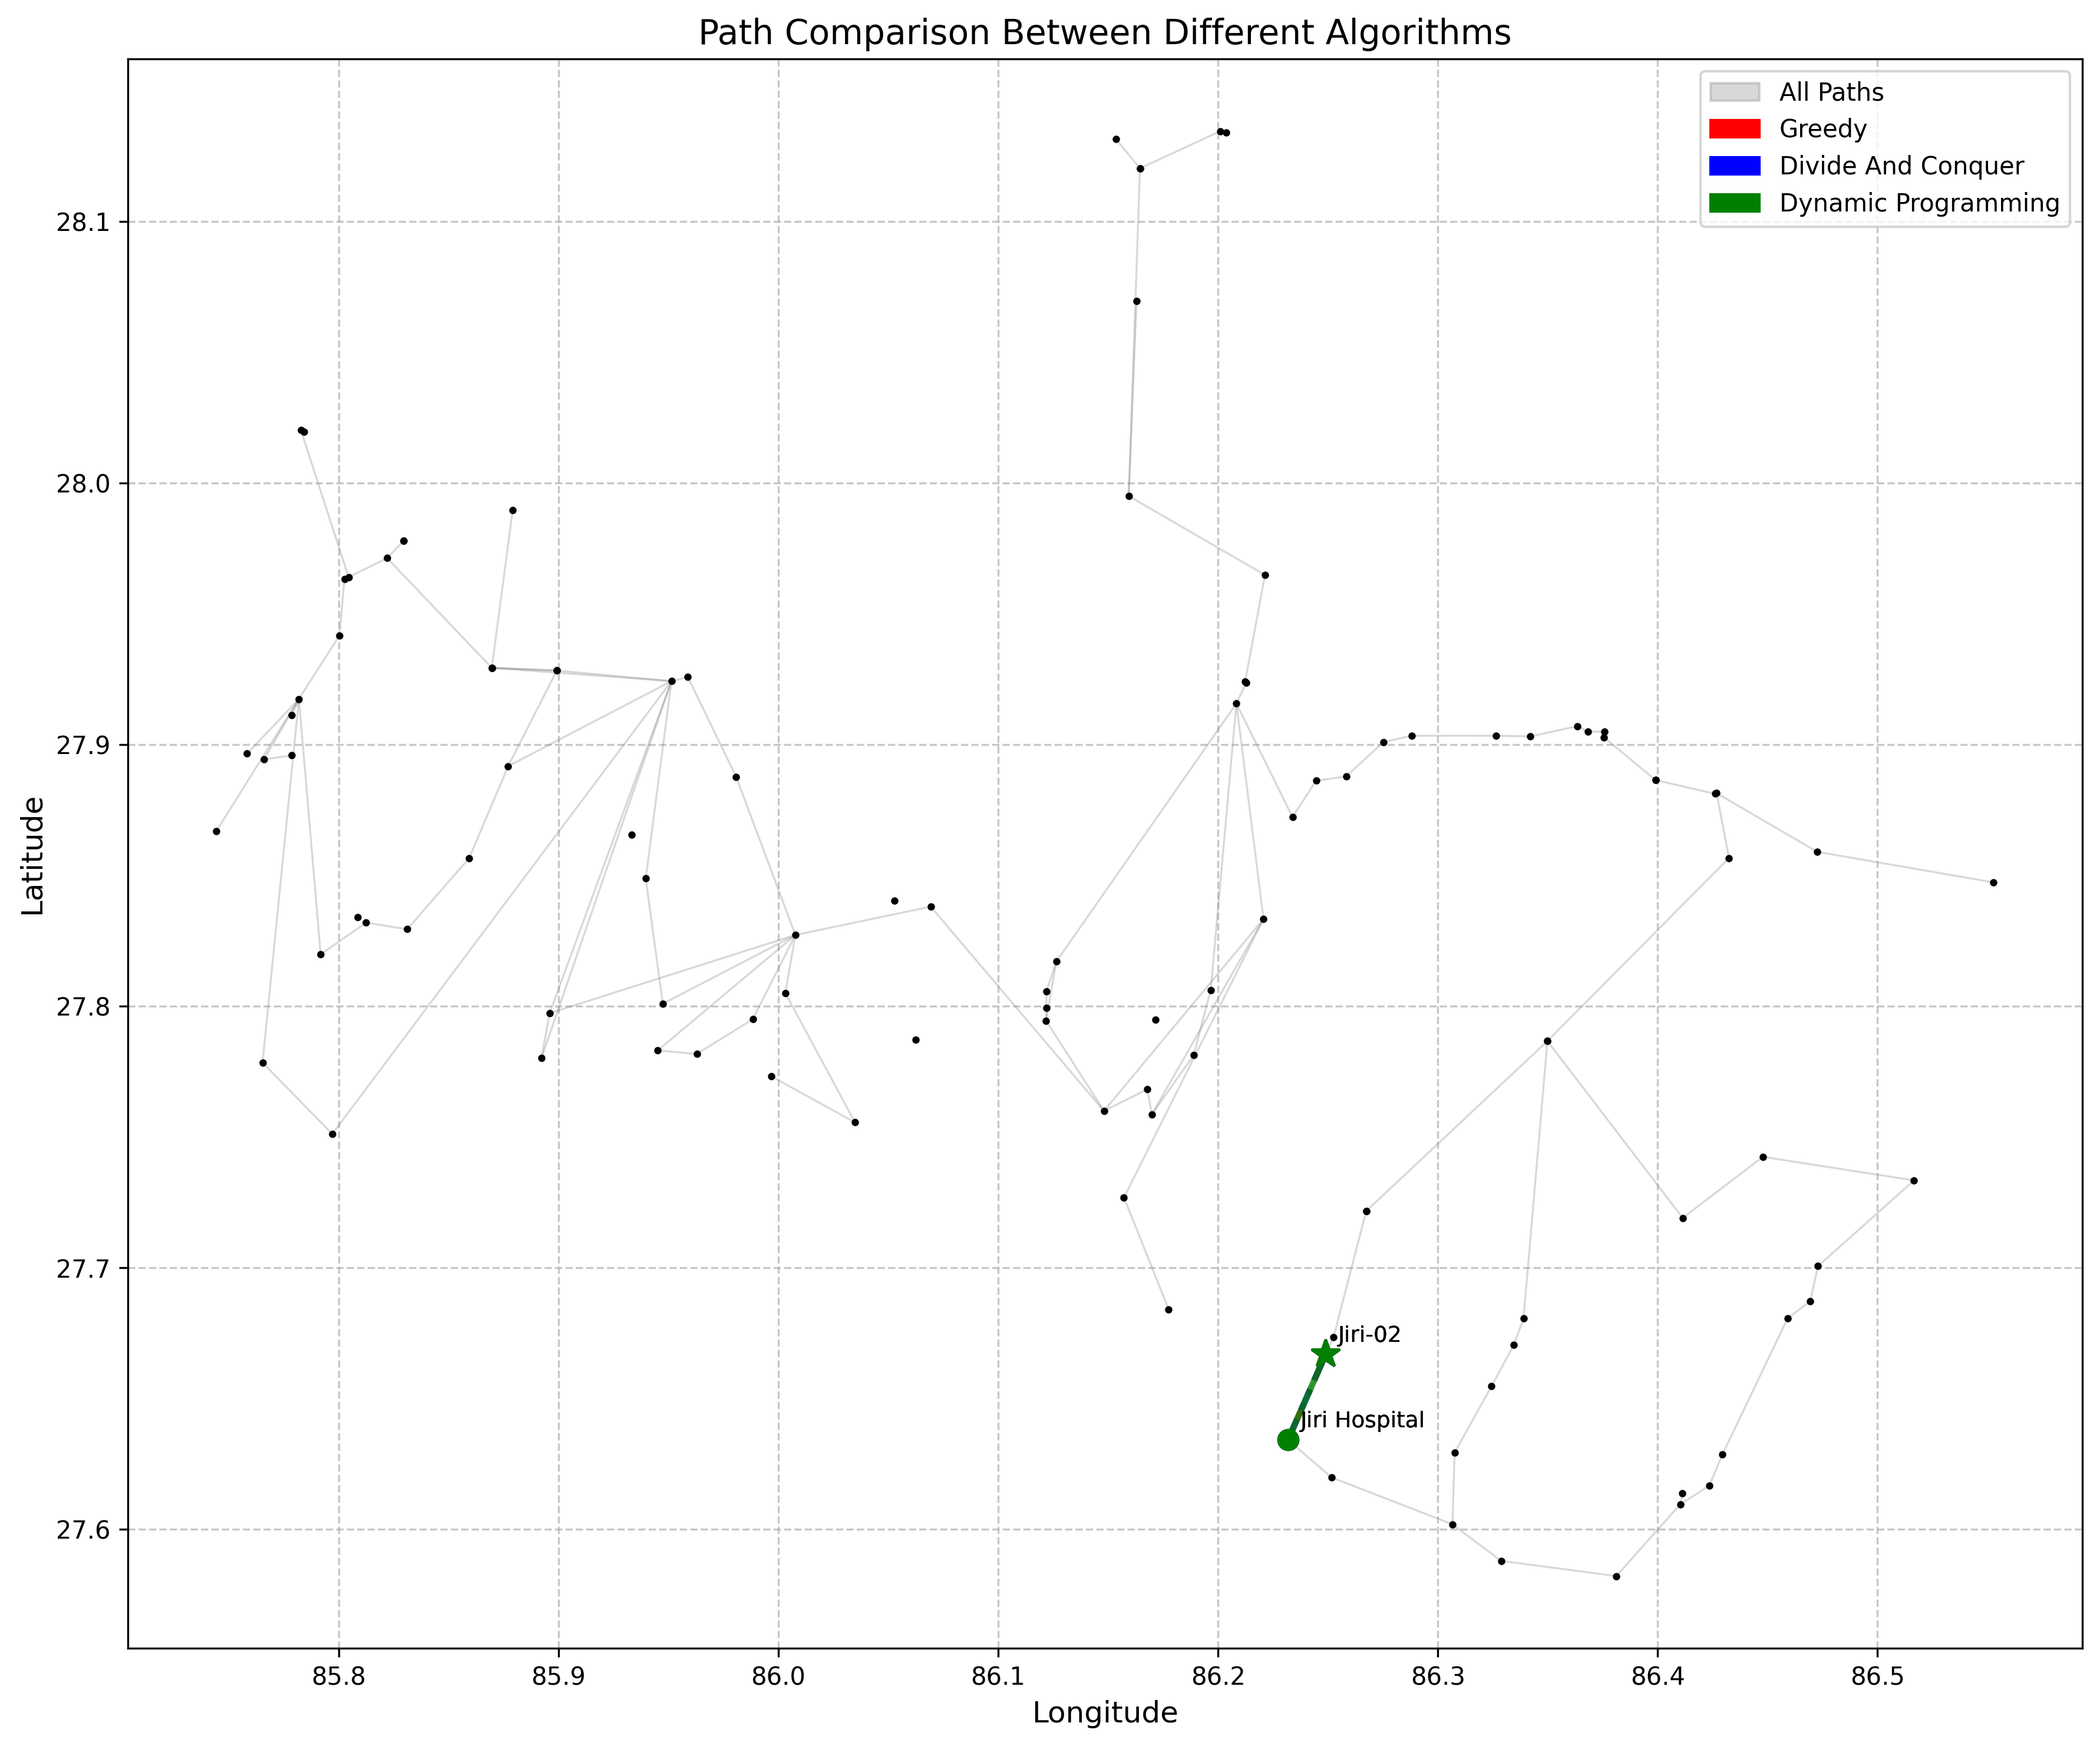 Path Comparison Between Different Algorithms
All Paths
Greedy
Divide And Conquer
Dynamic Programming
28.1
28.0
27.9
27.8
27.7
27.6
Latitude
Jiri-02
Jiri Hospital
85.8 85.9 86.0 86.1 86.2 86.3 86.4 86.5
Longitude